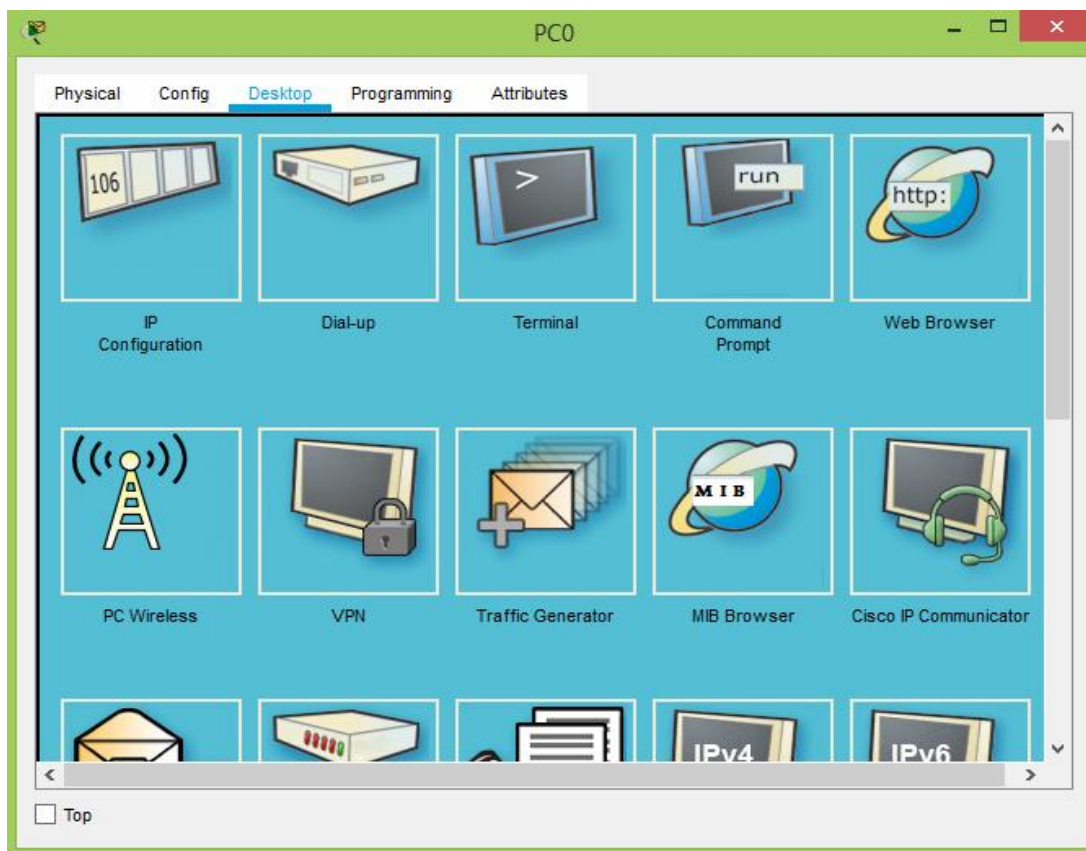 PC0
Physical Config Desktop Programming Attributes
106
>
run
http:
IP
Configuration
Dial-up
Terminal
Command
Prompt
Web Browser
MIB
PC Wireless
VPN
Traffic Generator
MIB Browser
Cisco IP Communicator
IPv4
IPv6
Top